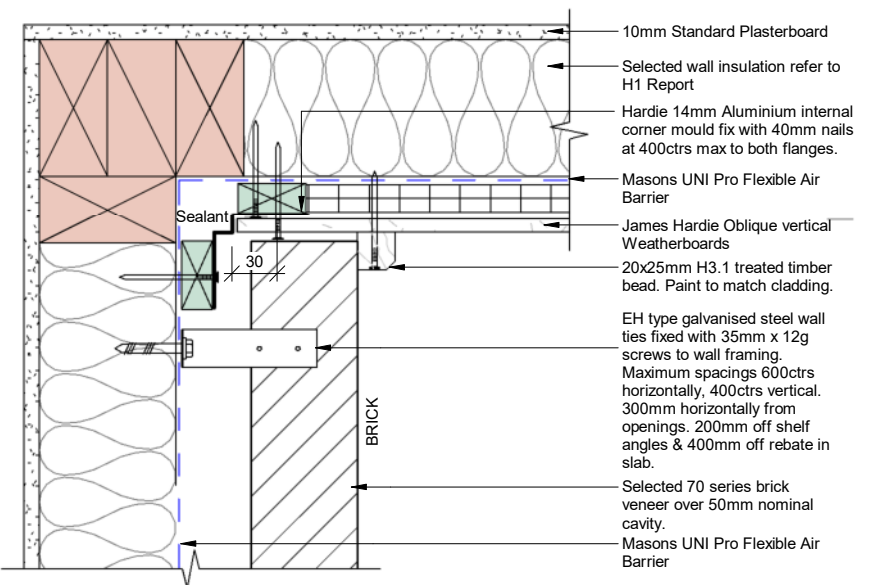 10mm Standard Plasterboard
Selected wall insulation refer to
H1 Report
Hardie 14mm Aluminium internal
corner mould fix with 40mm nails
at 400ctrs max to both flanges.
Masons UNI Pro Flexible Air
Barrier
James Hardie Oblique vertical
Weatherboards
20x25mm H3.1 treated timber
bead. Paint to match cladding.
EH type galvanised steel wall
ties fixed with 35mm x 12g
screws to wall framing.
Maximum spacings 600ctrs
horizontally, 400ctrs vertical.
300mm horizontally from
openings. 200mm off shelf
angles & 400mm off rebate in
slab.
Selected 70 series brick
veneer over 50mm nominal
cavity.
Masons UNI Pro Flexible Air
Barrier
Sealant
30
BRICK